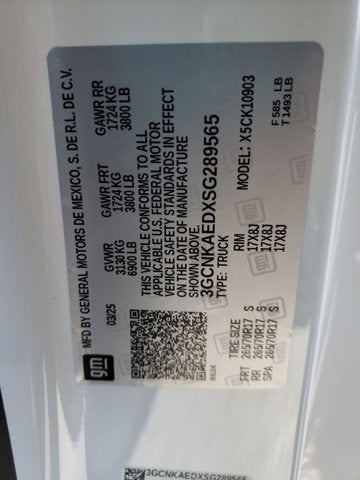 MFD BY GENERAL MOTORS DE MEXICO, S. DE R.L. DE C.V.
03/25
GVWR GAWR FRT GAWR RR
3130 KG 1724 KG 1724 KG
6900 LB 3800 LB 3800 LB
THIS VEHICLE CONFORMS TO ALL
APPLICABLE U.S. FEDERAL MOTOR
VEHICLE SAFETY STANDARDS IN EFFECT
ON THE DATE OF MANUFACTURE
SHOWN ABOVE.
3GCNKAEDXSG289565
TYPE: TRUCK MODEL: X5CK10903
TIRE SIZE RIM
FRT 265/70R17 S 17X8J
RR 265/70R17 S 17X8J
SPA 265/70R17 S 17X8J
F 585 LB
T 1493 LB
gm
8624
3GCNKAEDXSG289565